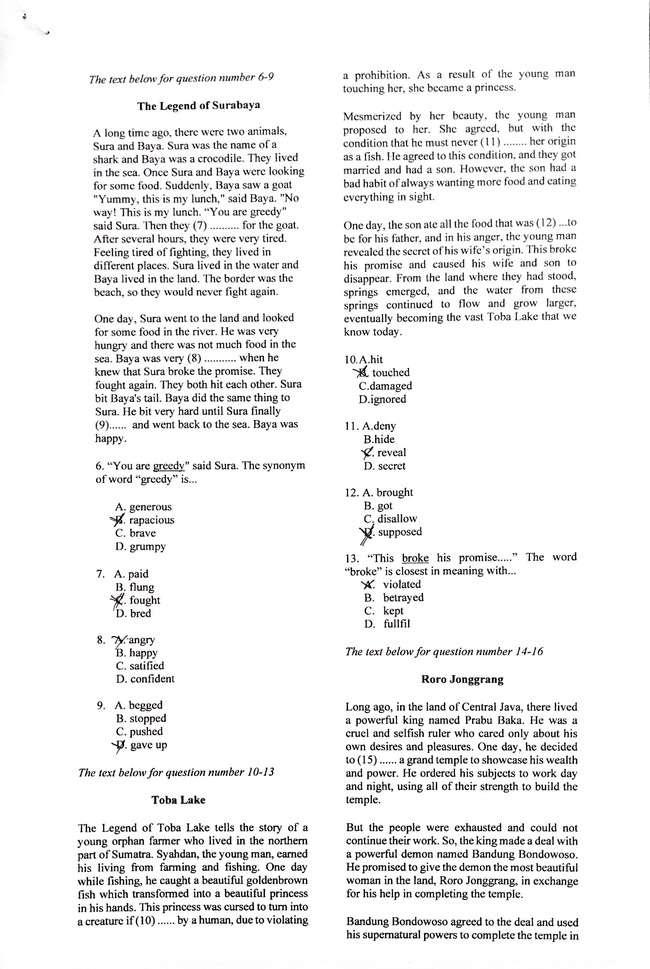 The text below for question number 6-9
The Legend of Surabaya
A long time ago, there were two animals,
Sura and Baya. Sura was the name of a
shark and Baya was a crocodile. They lived
in the sea. Once Sura and Baya were looking
for some food. Suddenly, Baya saw a goat
"Yummy, this is my lunch," said Baya. "No
way! This is my lunch. "You are greedy"
said Sura. Then they (7) .......... for the goat.
After several hours, they were very tired.
Feeling tired of fighting, they lived in
different places. Sura lived in the water and
Baya lived in the land. The border was the
beach, so they would never fight again.
One day, Sura went to the land and looked
for some food in the river. He was very
hungry and there was not much food in the
sea. Baya was very (8) ........... when he
knew that Sura broke the promise. They
fought again. They both hit each other. Sura
bit Baya's tail. Baya did the same thing to
Sura. He bit very hard until Sura finally
(9)...... and went back to the sea. Baya was
happy.
6. "You are greedy" said Sura. The synonym
of word "greedy" is...
A. generous
B. rapacious
C. brave
D. grumpy
7. A. paid
B. flung
C. fought
D. bred
8. A. angry
B. happy
C. satified
D. confident
9. A. begged
B. stopped
C. pushed
D. gave up
The text below for question number 10-13
Toba Lake
The Legend of Toba Lake tells the story of a
young orphan farmer who lived in the northern
part of Sumatra. Syahdan, the young man, earned
his living from farming and fishing. One day
while fishing, he caught a beautiful goldenbrown
fish which transformed into a beautiful princess
in his hands. This princess was cursed to turn into
a creature if (10) ...... by a human, due to violating
a prohibition. As a result of the young man
touching her, she became a princess.
Mesmerized by her beauty, the young man
proposed to her. She agreed, but with the
condition that he must never (11) ........ her origin
as a fish. He agreed to this condition, and they got
married and had a son. However, the son had a
bad habit of always wanting more food and eating
everything in sight.
One day, the son ate all the food that was (12) ...to
be for his father, and in his anger, the young man
revealed the secret of his wife's origin. This broke
his promise and caused his wife and son to
disappear. From the land where they had stood,
springs emerged, and the water from these
springs continued to flow and grow larger,
eventually becoming the vast Toba Lake that we
know today.
10.A.hit
B. touched
C.damaged
D.ignored
11. A.deny
B.hide
C. reveal
D. secret
12. A. brought
B. got
C. disallow
D. supposed
13. "This broke his promise....." The word
"broke" is closest in meaning with...
A. violated
B. betrayed
C. kept
D. fullfil
The text below for question number 14-16
Roro Jonggrang
Long ago, in the land of Central Java, there lived
a powerful king named Prabu Baka. He was a
cruel and selfish ruler who cared only about his
own desires and pleasures. One day, he decided
to (15) ...... a grand temple to showcase his wealth
and power. He ordered his subjects to work day
and night, using all of their strength to build the
temple.
But the people were exhausted and could not
continue their work. So, the king made a deal with
a powerful demon named Bandung Bondowoso.
He promised to give the demon the most beautiful
woman in the land, Roro Jonggrang, in exchange
for his help in completing the temple.
Bandung Bondowoso agreed to the deal and used
his supernatural powers to complete the temple in